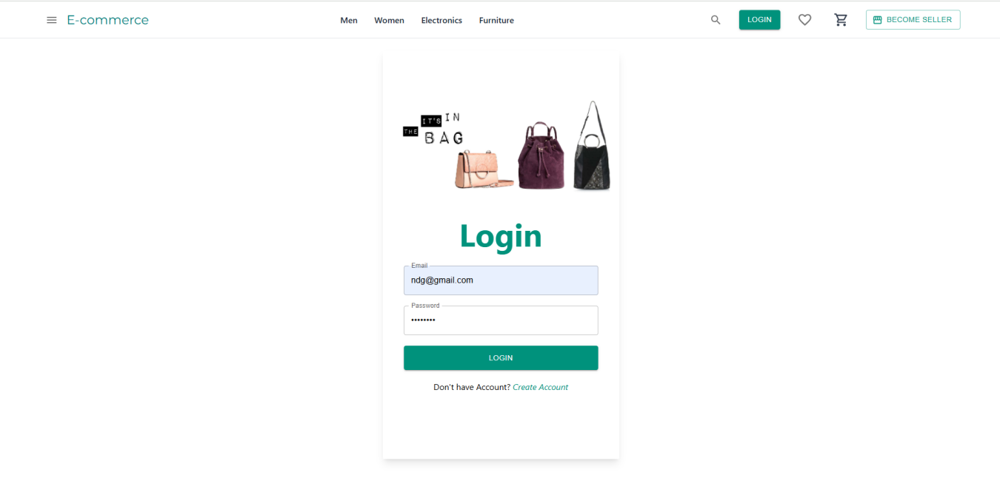 E-commerce Men Women Electronics Furniture LOGIN BECOME SELLER
IT'S IN
THE BAG
Login
Email
ndg@gmail.com
Password
••••••••
LOGIN
Don't have Account? Create Account